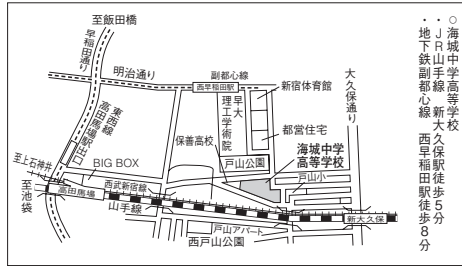 ○海城中学高等学校
・ＪＲ山手線　新大久保駅徒歩５分
・地下鉄副都心線　西早稲田駅徒歩８分
至飯田橋
早稲田通り
明治通り
副都心線
西早稲田駅
新宿体育館
大久保通り
東西線
高田馬場駅出口
早大
理工学術院
都営住宅
保善高校
海城中学
高等学校
戸山公園
戸山小
BIG BOX
至上石神井
西武新宿線
高田馬場
至池袋
山手線
戸山アパート
西戸山公園
新大久保